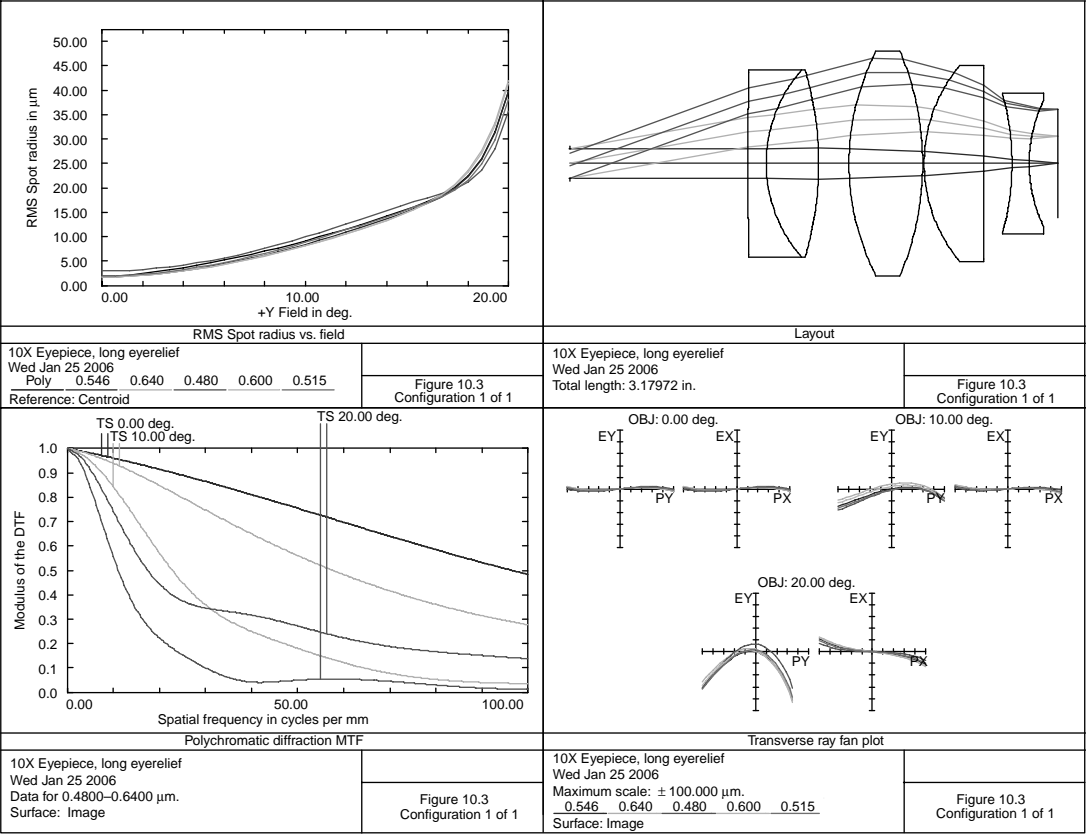 50.00
45.00
40.00
35.00
30.00
25.00
20.00
15.00
10.00
5.00
0.00
RMS Spot radius in μm
0.00 10.00 20.00
+Y Field in deg.
RMS Spot radius vs. field
10X Eyepiece, long eyerelief
Wed Jan 25 2006
Poly 0.546 0.640 0.480 0.600 0.515
Reference: Centroid
Figure 10.3
Configuration 1 of 1
Layout
10X Eyepiece, long eyerelief
Wed Jan 25 2006
Total length: 3.17972 in.
Figure 10.3
Configuration 1 of 1
TS 0.00 deg.
TS 10.00 deg.
TS 20.00 deg.
1.0
0.9
0.8
0.7
0.6
0.5
0.4
0.3
0.2
0.1
0.0
Modulus of the DTF
0.00 50.00 100.00
Spatial frequency in cycles per mm
Polychromatic diffraction MTF
10X Eyepiece, long eyerelief
Wed Jan 25 2006
Data for 0.4800–0.6400 μm.
Surface: Image
Figure 10.3
Configuration 1 of 1
OBJ: 0.00 deg.
EY EX
PY PX
OBJ: 10.00 deg.
EY EX
PY PX
OBJ: 20.00 deg.
EY EX
PY PX
Transverse ray fan plot
10X Eyepiece, long eyerelief
Wed Jan 25 2006
Maximum scale: ± 100.000 μm.
0.546 0.640 0.480 0.600 0.515
Surface: Image
Figure 10.3
Configuration 1 of 1